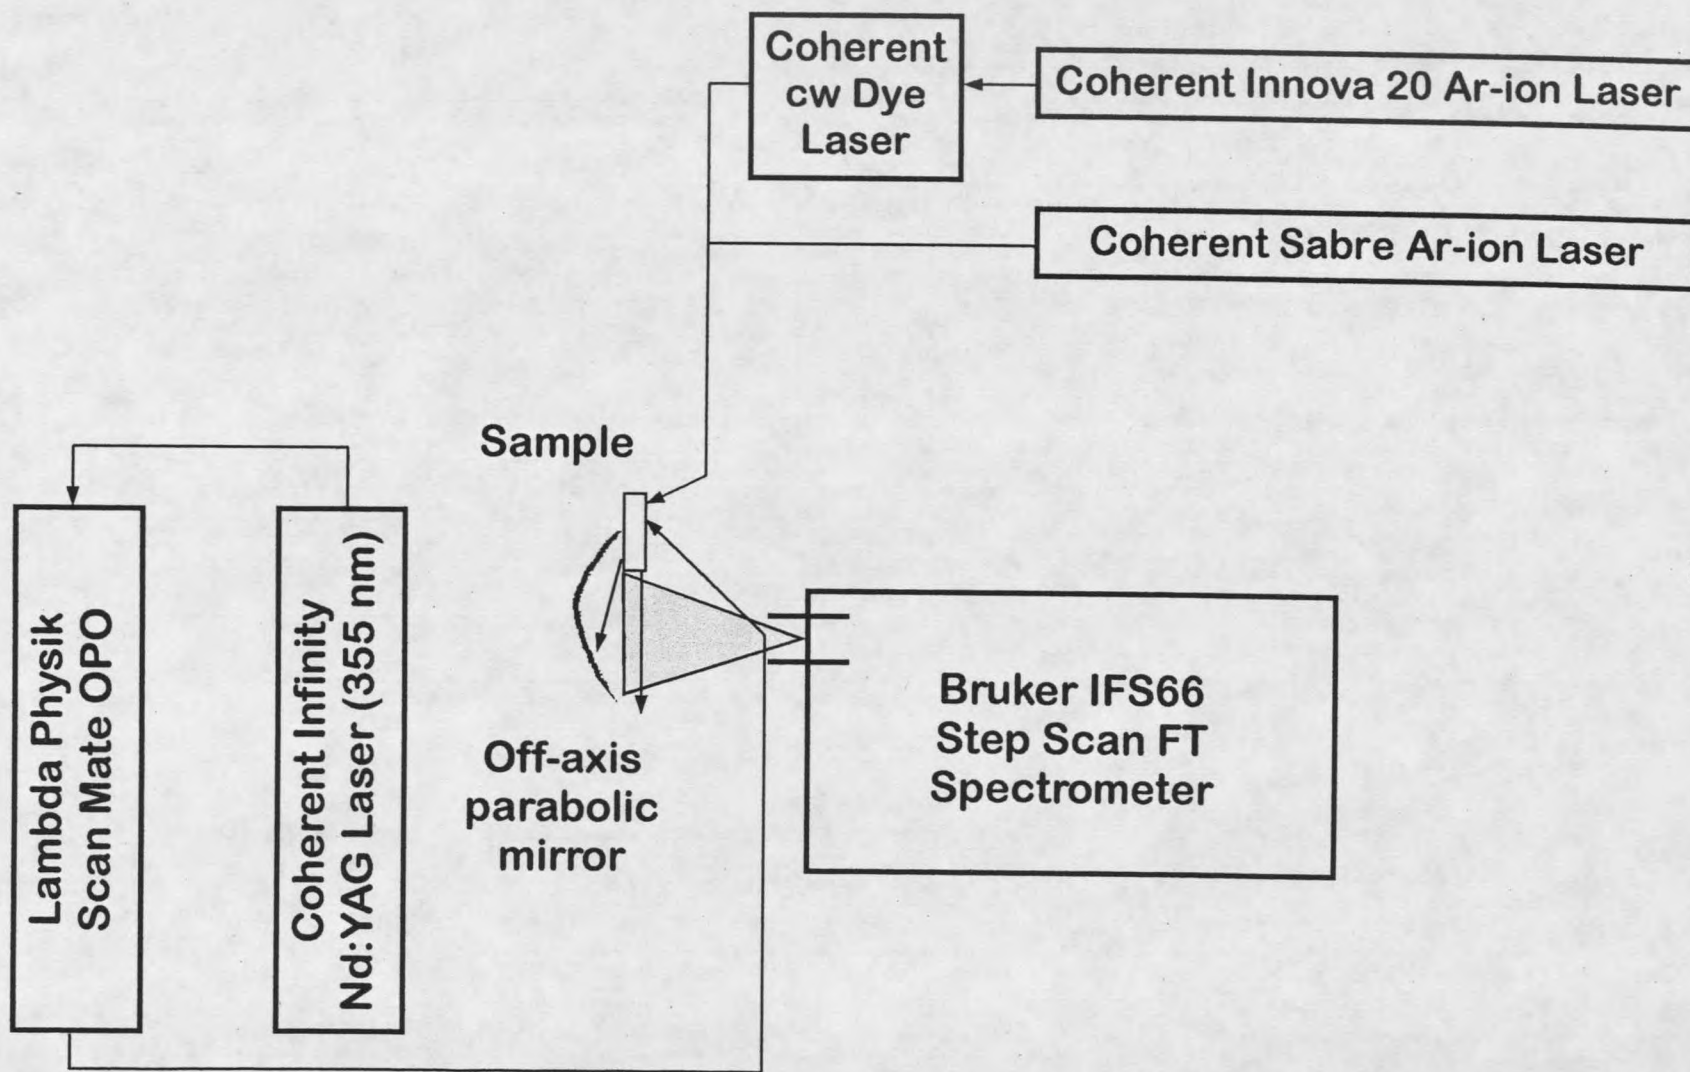 Coherent
cw Dye
Laser
Coherent Innova 20 Ar-ion Laser
Coherent Sabre Ar-ion Laser
Sample
Lambda Physik
Scan Mate OPO
Coherent Infinity
Nd:YAG Laser (355 nm)
Off-axis
parabolic
mirror
Bruker IFS66
Step Scan FT
Spectrometer